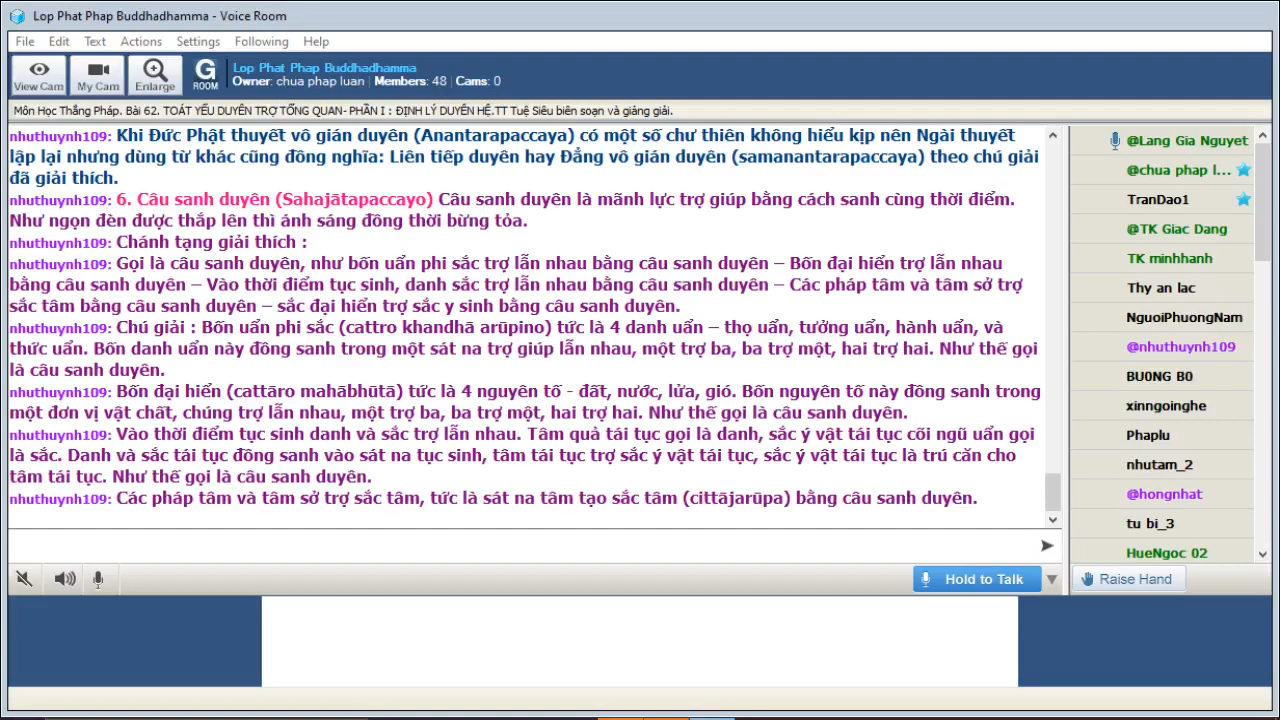 Lop Phat Phap Buddhadhamma - Voice Room
File Edit Text Actions Settings Following Help
View Cam My Cam Enlarge G ROOM
Lop Phat Phap Buddhadhamma
Owner: chua phap luan | Members: 48 | Cams: 0
Môn Học Thắng Pháp. Bài 62. TOÁT YẾU DUYÊN TRỢ TỔNG QUAN- PHẦN I : ĐỊNH LÝ DUYÊN HỆ.TT Tuệ Siêu biên soạn và giảng giải.
nhuthuynh109: Khi Đức Phật thuyết vô gián duyên (Anantarapaccaya) có một số chư thiên không hiểu kịp nên Ngài thuyết
lập lại nhưng dùng từ khác cũng đồng nghĩa: Liên tiếp duyên hay Đẳng vô gián duyên (samanantarapaccaya) theo chú giải
đã giải thích.
nhuthuynh109: 6. Câu sanh duyên (Sahajātapaccayo) Câu sanh duyên là mãnh lực trợ giúp bằng cách sanh cùng thời điểm.
Như ngọn đèn được thắp lên thì ánh sáng đồng thời bừng tỏa.
nhuthuynh109: Chánh tạng giải thích :
nhuthuynh109: Gọi là câu sanh duyên, như bốn uẩn phi sắc trợ lẫn nhau bằng câu sanh duyên – Bốn đại hiển trợ lẫn nhau
bằng câu sanh duyên – Vào thời điểm tục sinh, danh sắc trợ lẫn nhau bằng câu sanh duyên – Các pháp tâm và tâm sở trợ
sắc tâm bằng câu sanh duyên – sắc đại hiển trợ sắc y sinh bằng câu sanh duyên.
nhuthuynh109: Chú giải : Bốn uẩn phi sắc (cattro khandhā arūpino) tức là 4 danh uẩn – thọ uẩn, tưởng uẩn, hành uẩn, và
thức uẩn. Bốn danh uẩn này đồng sanh trong một sát na trợ giúp lẫn nhau, một trợ ba, ba trợ một, hai trợ hai. Như thế gọi
là câu sanh duyên.
nhuthuynh109: Bốn đại hiển (cattāro mahābhūtā) tức là 4 nguyên tố - đất, nước, lửa, gió. Bốn nguyên tố này đồng sanh trong
một đơn vị vật chất, chúng trợ lẫn nhau, một trợ ba, ba trợ một, hai trợ hai. Như thế gọi là câu sanh duyên.
nhuthuynh109: Vào thời điểm tục sinh danh và sắc trợ lẫn nhau. Tâm quả tái tục gọi là danh, sắc ý vật tái tục cõi ngũ uẩn gọi
là sắc. Danh và sắc tái tục đồng sanh vào sát na tục sinh, tâm tái tục trợ sắc ý vật tái tục, sắc ý vật tái tục là trú căn cho
tâm tái tục. Như thế gọi là câu sanh duyên.
nhuthuynh109: Các pháp tâm và tâm sở trợ sắc tâm, tức là sát na tâm tạo sắc tâm (cittājarūpa) bằng câu sanh duyên.
@Lang Gia Nguyet
@chua phap l...
TranDao1
@TK Giac Dang
TK minhhanh
Thy an lac
NguoiPhuongNam
@nhuthuynh109
BU0NG B0
xinngoinghe
Phaplu
nhutam_2
@hongnhat
tu bi_3
HueNgoc 02
Hold to Talk
Raise Hand